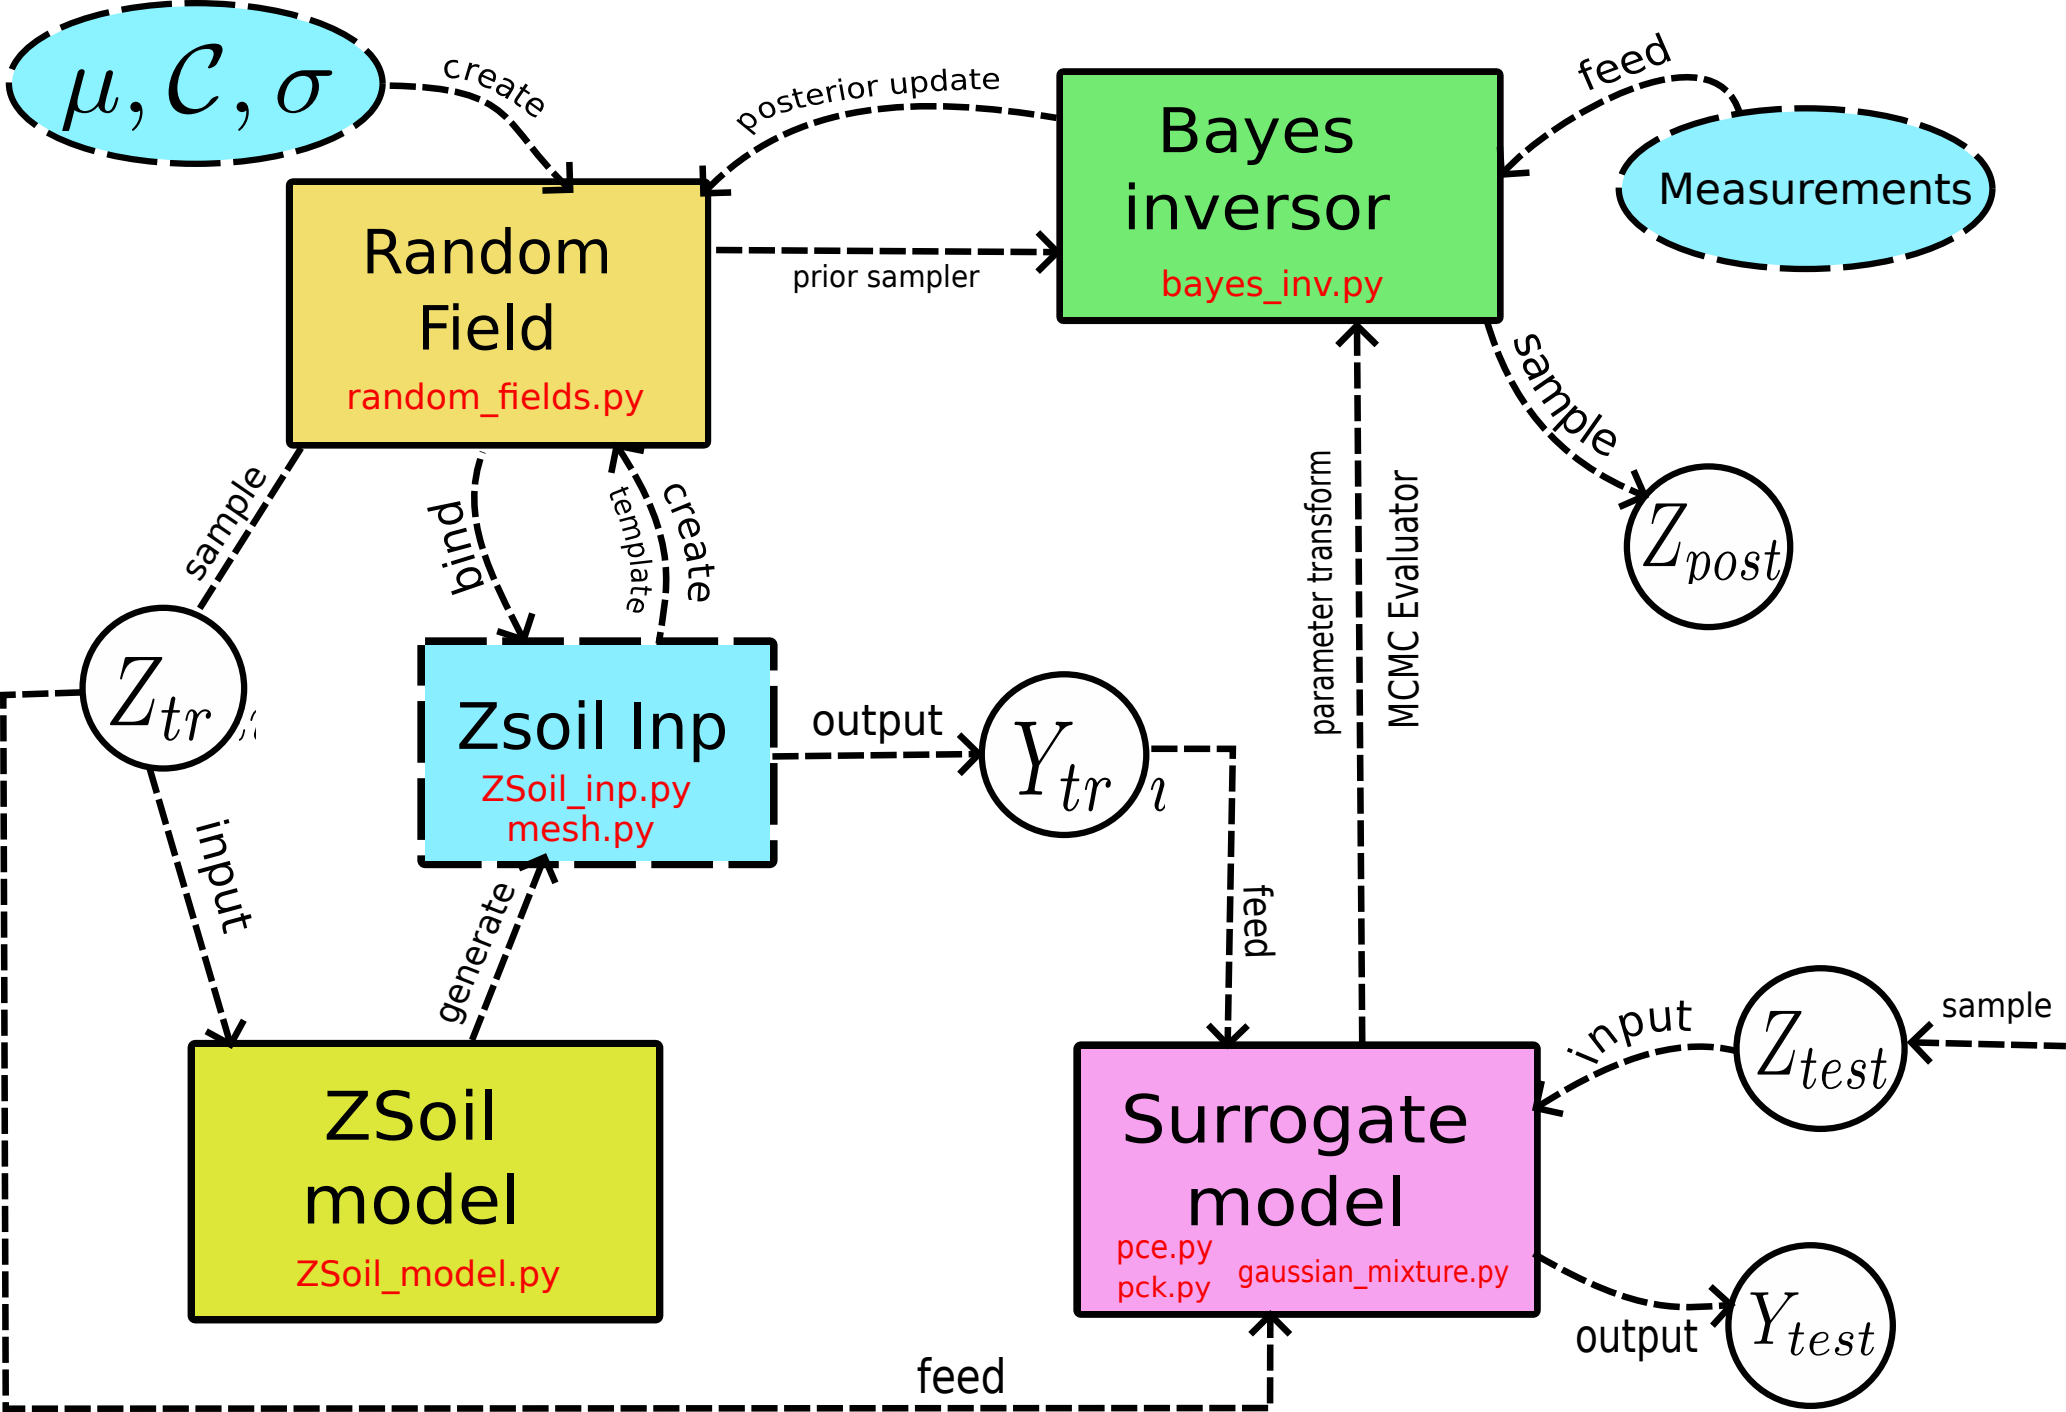 μ, C, σ
create
posterior update
feed
Bayes
inversor
bayes_inv.py
Measurements
Random
Field
random_fields.py
prior sampler
sample
sample
bind
template
create
parameter transform
MCMC Evaluator
Z_post
Z_tr
Zsoil Inp
ZSoil_inp.py
mesh.py
output
Y_tr
input
generate
feed
sample
input
Z_test
ZSoil
model
ZSoil_model.py
Surrogate
model
pce.py
pck.py
gaussian_mixture.py
output
Y_test
feed